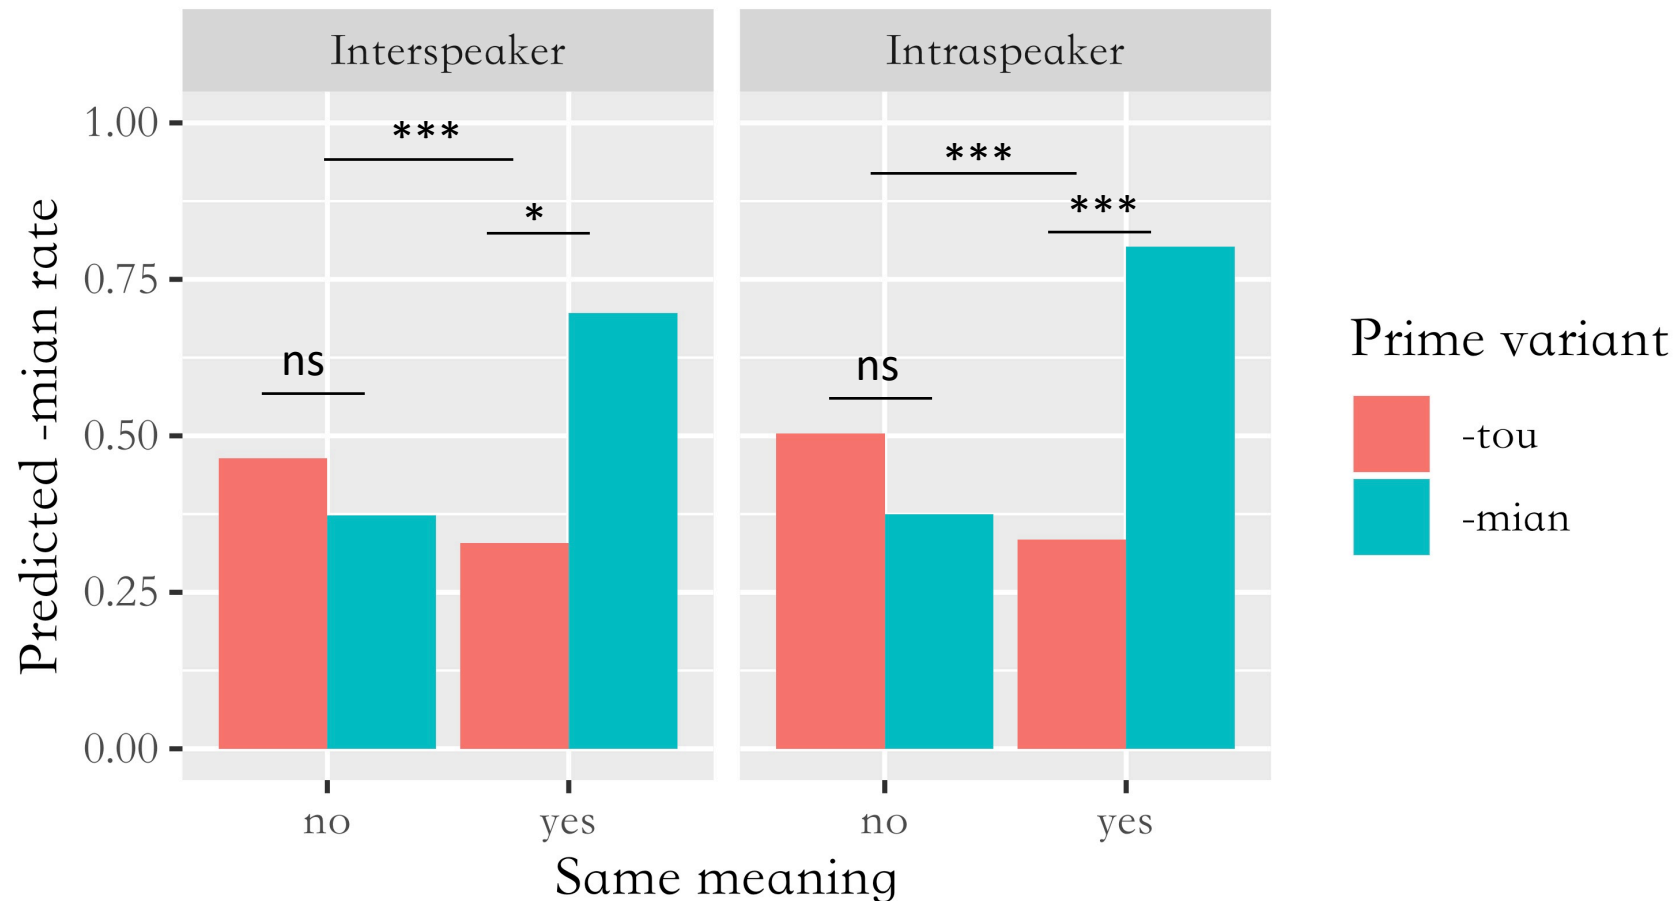 Interspeaker
Intraspeaker
Predicted -mian rate
1.00
0.75
0.50
0.25
0.00
***
*
ns
***
***
ns
no
yes
no
yes
Same meaning
Prime variant
-tou
-mian